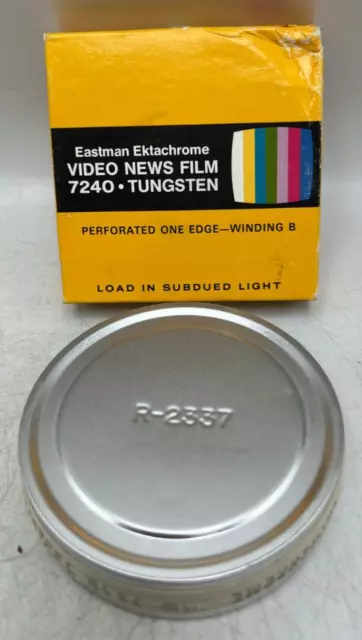 Eastman Ektachrome
VIDEO NEWS FILM
7240 • TUNGSTEN
PERFORATED ONE EDGE—WINDING B
LOAD IN SUBDUED LIGHT
R-2337